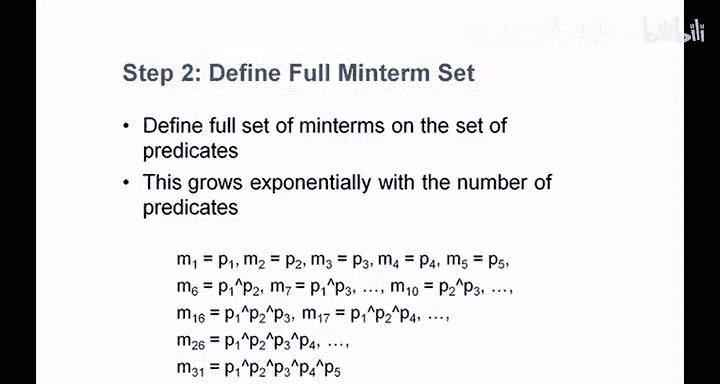 bilibili
Step 2: Define Full Minterm Set
• Define full set of minterms on the set of
predicates
• This grows exponentially with the number of
predicates
m₁ = p₁, m₂ = p₂, m₃ = p₃, m₄ = p₄, m₅ = p₅,
m₆ = p₁^p₂, m₇ = p₁^p₃, …, m₁₀ = p₂^p₃, …,
m₁₆ = p₁^p₂^p₃, m₁₇ = p₁^p₂^p₄, …,
m₂₆ = p₁^p₂^p₃^p₄, …,
m₃₁ = p₁^p₂^p₃^p₄^p₅